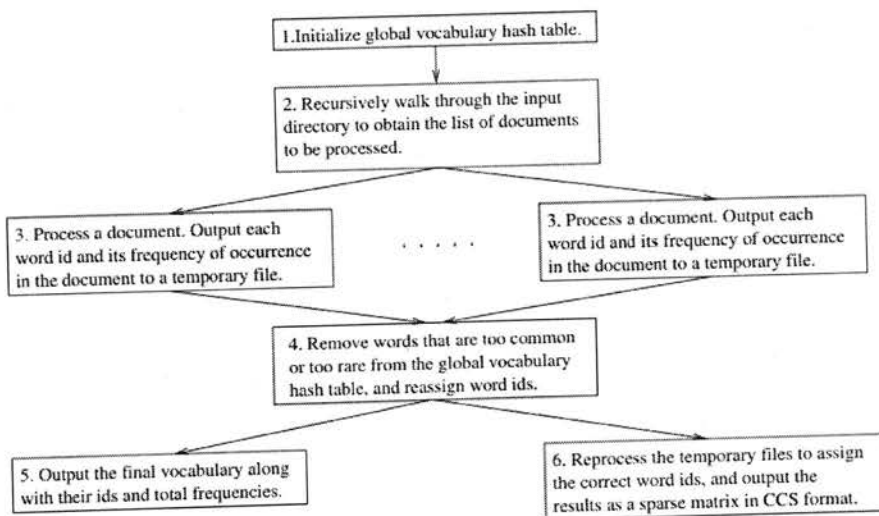 1.Initialize global vocabulary hash table.
2. Recursively walk through the input
directory to obtain the list of documents
to be processed.
3. Process a document. Output each
word id and its frequency of occurrence
in the document to a temporary file.
. . . . .
3. Process a document. Output each
word id and its frequency of occurrence
in the document to a temporary file.
4. Remove words that are too common
or too rare from the global vocabulary
hash table, and reassign word ids.
5. Output the final vocabulary along
with their ids and total frequencies.
6. Reprocess the temporary files to assign
the correct word ids, and output the
results as a sparse matrix in CCS format.